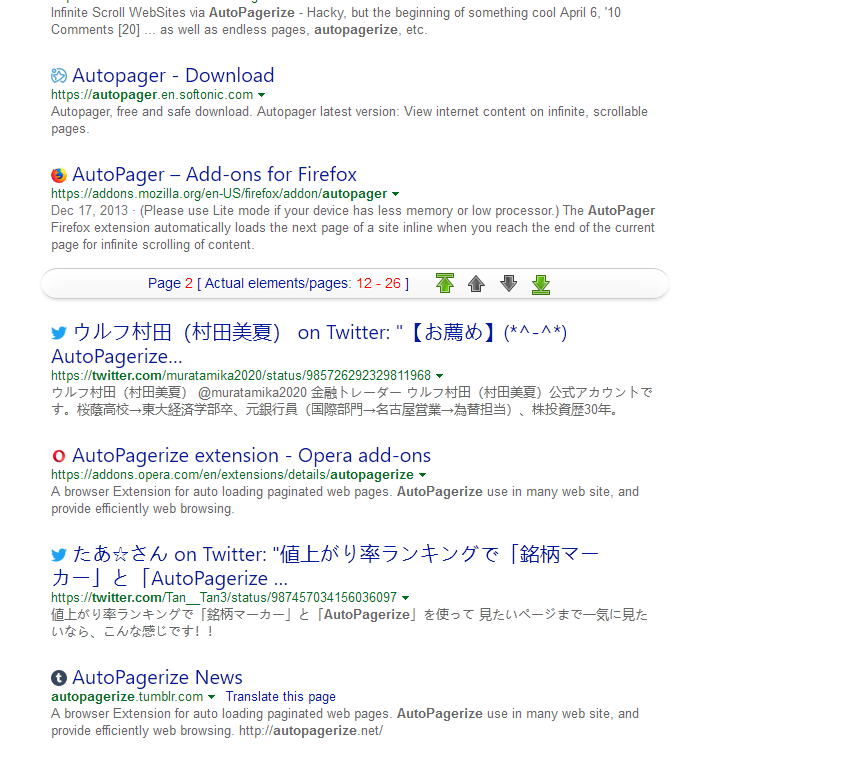 Infinite Scroll WebSites via AutoPagerize - Hacky, but the beginning of something cool April 6, '10
Comments [20] ... as well as endless pages, autopagerize, etc.
Autopager - Download
https://autopager.en.softonic.com
Autopager, free and safe download. Autopager latest version: View internet content on infinite, scrollable
pages.
AutoPager – Add-ons for Firefox
https://addons.mozilla.org/en-US/firefox/addon/autopager
Dec 17, 2013 · (Please use Lite mode if your device has less memory or low processor.) The AutoPager
Firefox extension automatically loads the next page of a site inline when you reach the end of the current
page for infinite scrolling of content.
Page 2 [ Actual elements/pages: 12 - 26 ]
ウルフ村田（村田美夏） on Twitter: "【お薦め】(*^-^*)
AutoPagerize...
https://twitter.com/muratamika2020/status/985726292329811968
ウルフ村田（村田美夏） @muratamika2020 金融トレーダー ウルフ村田（村田美夏）公式アカウントで
す。桜蔭高校→東大経済学部卒、元銀行員（国際部門→名古屋営業→為替担当）、株投資歴30年。
AutoPagerize extension - Opera add-ons
https://addons.opera.com/en/extensions/details/autopagerize
A browser Extension for auto loading paginated web pages. AutoPagerize use in many web site, and
provide efficiently web browsing.
たあ☆さん on Twitter: "値上がり率ランキングで「銘柄マー
カー」と「AutoPagerize ...
https://twitter.com/Tan__Tan3/status/987457034156036097
値上がり率ランキングで「銘柄マーカー」と「AutoPagerize」を使って 見たいページまで一気に見た
いなら、こんな感じです！！
AutoPagerize News
autopagerize.tumblr.com Translate this page
A browser Extension for auto loading paginated web pages. AutoPagerize use in many web site, and
provide efficiently web browsing. http://autopagerize.net/